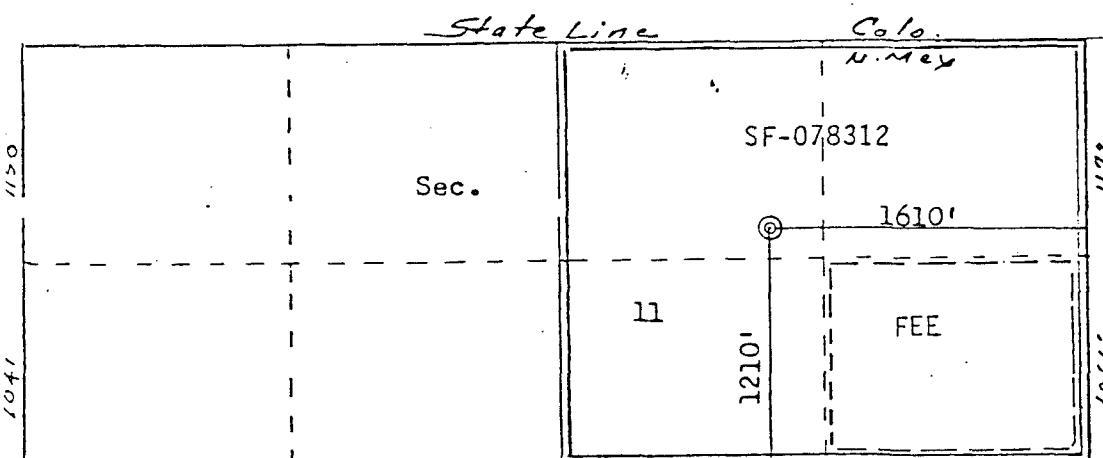 State Line Colo.
N. Mex
SF-078312
1150
Sec.
1610'
11
FEE
1210'
1041